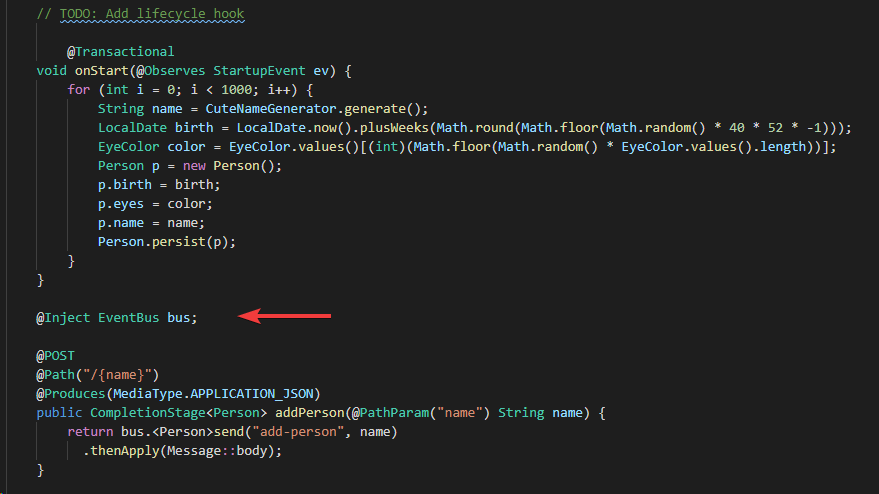 // TODO: Add lifecycle hook
@Transactional
void onStart(@Observes StartupEvent ev) {
for (int i = 0; i < 1000; i++) {
String name = CuteNameGenerator.generate();
LocalDate birth = LocalDate.now().plusWeeks(Math.round(Math.floor(Math.random() * 40 * 52 * -1)));
EyeColor color = EyeColor.values()[(int)(Math.floor(Math.random() * EyeColor.values().length))];
Person p = new Person();
p.birth = birth;
p.eyes = color;
p.name = name;
Person.persist(p);
}
}
@Inject EventBus bus;
@POST
@Path("/{name}")
@Produces(MediaType.APPLICATION_JSON)
public CompletionStage<Person> addPerson(@PathParam("name") String name) {
return bus.<Person>send("add-person", name)
.thenApply(Message::body);
}